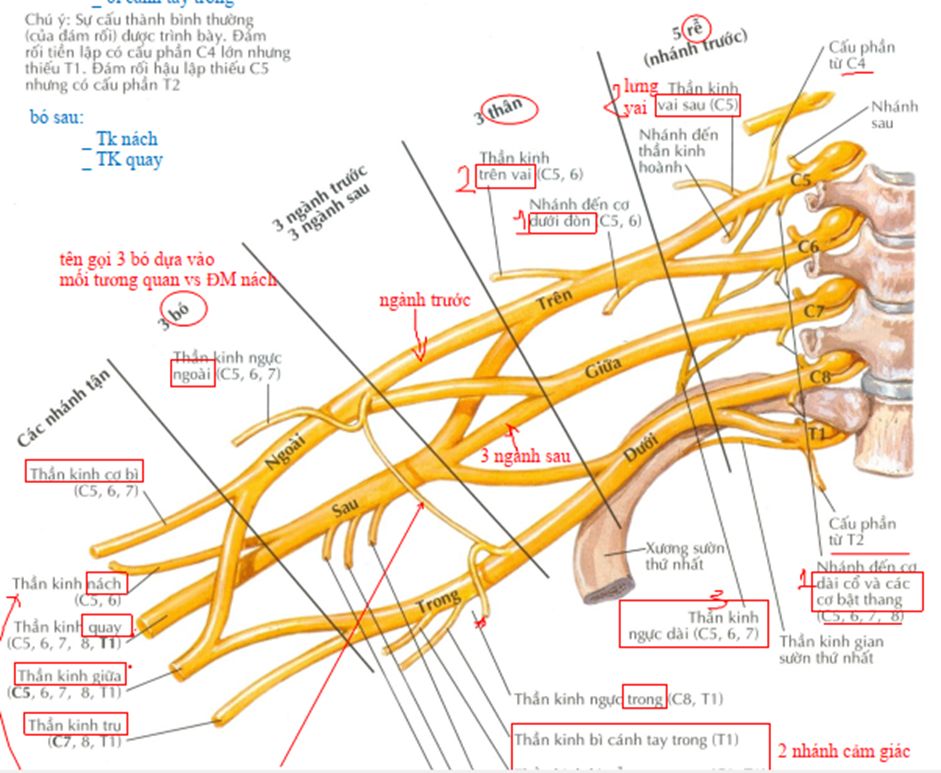 Chú ý: Sự cấu thành bình thường
(của đám rối) được trình bày. Đám
rối tiền lập có cấu phần C4 lớn nhưng
thiếu T1. Đám rối hậu lập thiếu C5
nhưng có cấu phần T2
bó sau:
_ Tk nách
_ TK quay
5 rễ
(nhánh trước)
Cấu phần
từ C4
lưng
vai
Thần kinh
vai sau (C5)
Nhánh
sau
3 thân
Nhánh đến
thần kinh
hoành
Thần kinh
trên vai (C5, 6)
2
C5
3 ngành trước
3 ngành sau
1
Nhánh đến cơ
dưới đòn (C5, 6)
C6
tên gọi 3 bó dựa vào
mối tương quan vs ĐM nách
ngành trước
Trên
C7
3 bó
Thần kinh ngực
ngoài (C5, 6, 7)
Giữa
C8
Các nhánh tận
T1
Ngoài
Dưới
3 ngành sau
Thần kinh cơ bì
(C5, 6, 7)
Sau
Cấu phần
từ T2
Xương sườn
thứ nhất
Thần kinh nách
(C5, 6)
Trong
1
Nhánh đến cơ
dài cổ và các
cơ bật thang
(C5, 6, 7, 8)
3
Thần kinh
ngực dài (C5, 6, 7)
Thần kinh quay
(C5, 6, 7, 8, T1)
Thần kinh gian
sườn thứ nhất
Thần kinh giữa
(C5, 6, 7, 8, T1)
Thần kinh ngực trong (C8, T1)
Thần kinh trụ
(C7, 8, T1)
Thần kinh bì cánh tay trong (T1)
2 nhánh cảm giác